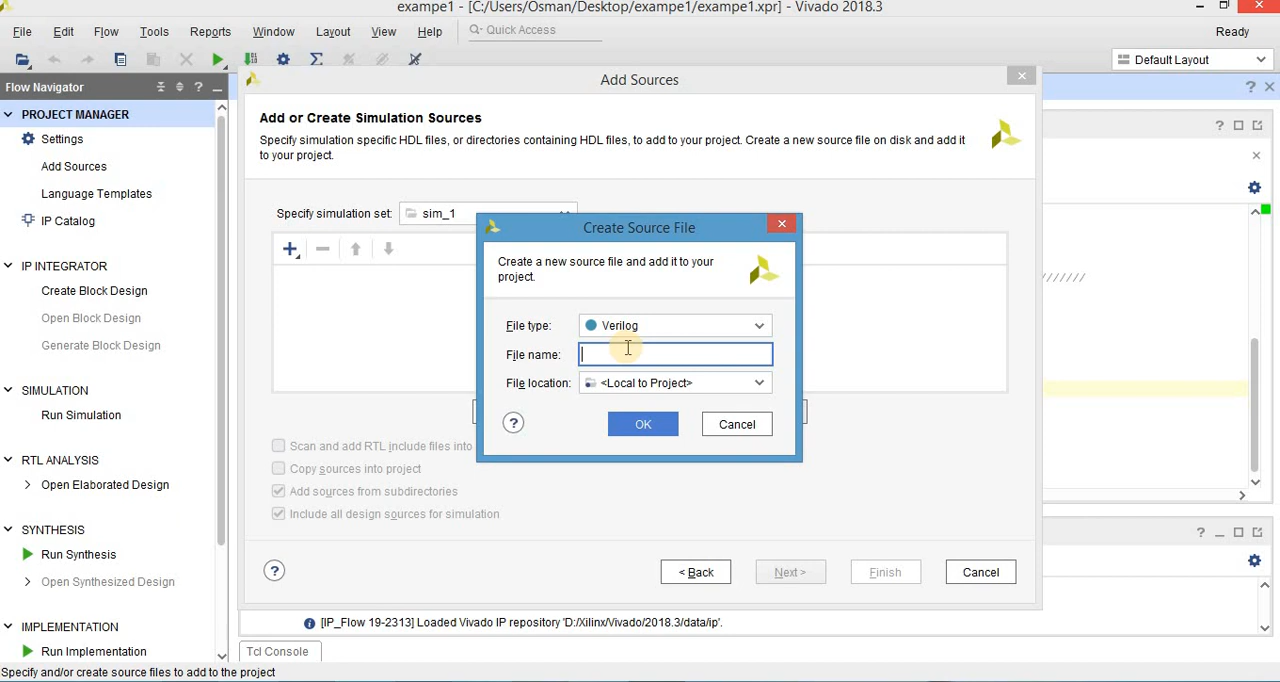 exampe1 - [C:/Users/Osman/Desktop/exampe1/exampe1.xpr] - Vivado 2018.3
File Edit Flow Tools Reports Window Layout View Help Quick Access Ready
Default Layout
Flow Navigator
PROJECT MANAGER
Settings
Add Sources
Language Templates
IP Catalog
IP INTEGRATOR
Create Block Design
Open Block Design
Generate Block Design
SIMULATION
Run Simulation
RTL ANALYSIS
Open Elaborated Design
SYNTHESIS
Run Synthesis
Open Synthesized Design
IMPLEMENTATION
Run Implementation
Add Sources
Add or Create Simulation Sources
Specify simulation specific HDL files, or directories containing HDL files, to add to your project. Create a new source file on disk and add it
to your project.
Specify simulation set: sim_1
Create Source File
Create a new source file and add it to your
project.
File type: Verilog
File name:
File location: <Local to Project>
? OK Cancel
///////
Scan and add RTL include files into
Copy sources into project
Add sources from subdirectories
Include all design sources for simulation
? < Back Next > Finish Cancel
[IP_Flow 19-2313] Loaded Vivado IP repository 'D:/Xilinx/Vivado/2018.3/data/ip'.
Tcl Console
Specify and/or create source files to add to the project